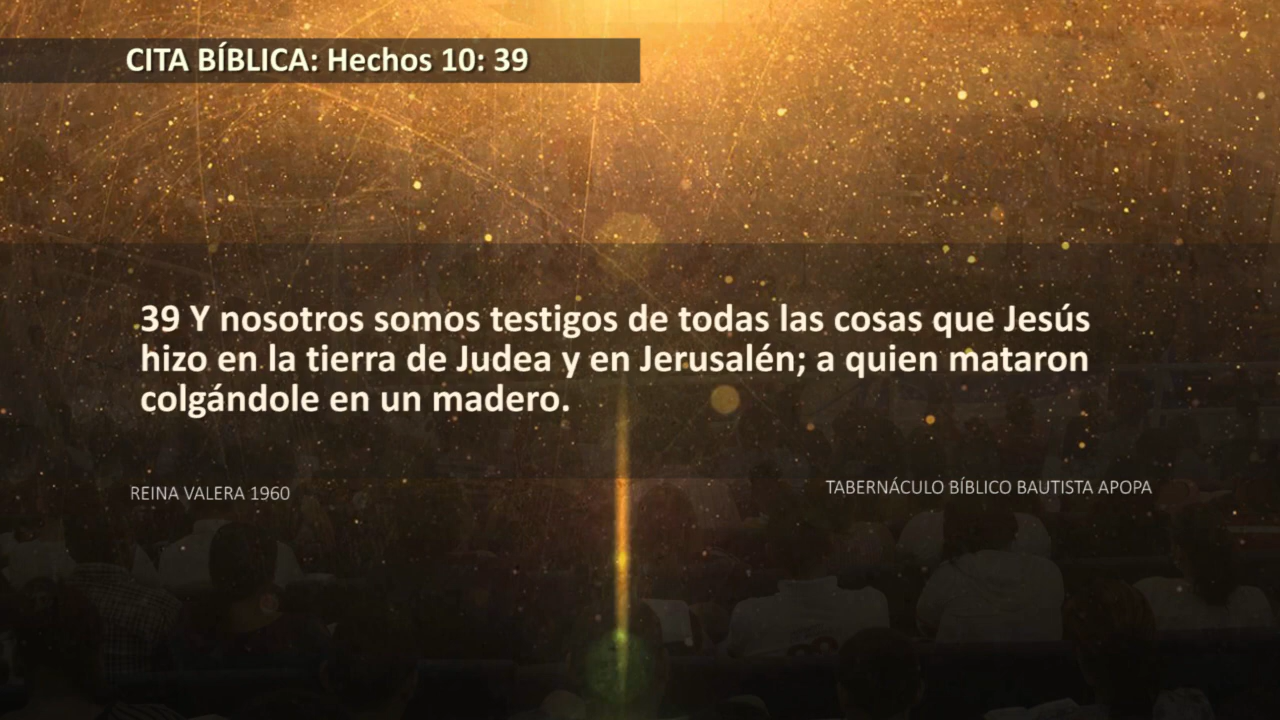 CITA BÍBLICA: Hechos 10: 39
39 Y nosotros somos testigos de todas las cosas que Jesús
hizo en la tierra de Judea y en Jerusalén; a quien mataron
colgándole en un madero.
REINA VALERA 1960
TABERNÁCULO BÍBLICO BAUTISTA APOPA